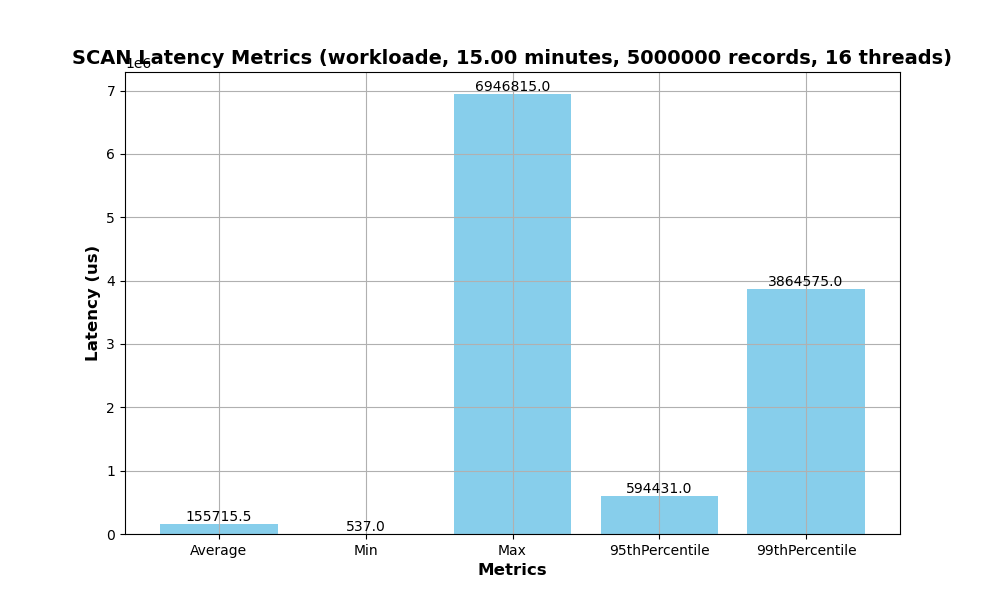 SCAN Latency Metrics (workloade, 15.00 minutes, 5000000 records, 16 threads)
1e6
7
6
5
4
3
2
1
0
Latency (us)
155715.5
537.0
6946815.0
594431.0
3864575.0
Average
Min
Max
95thPercentile
99thPercentile
Metrics